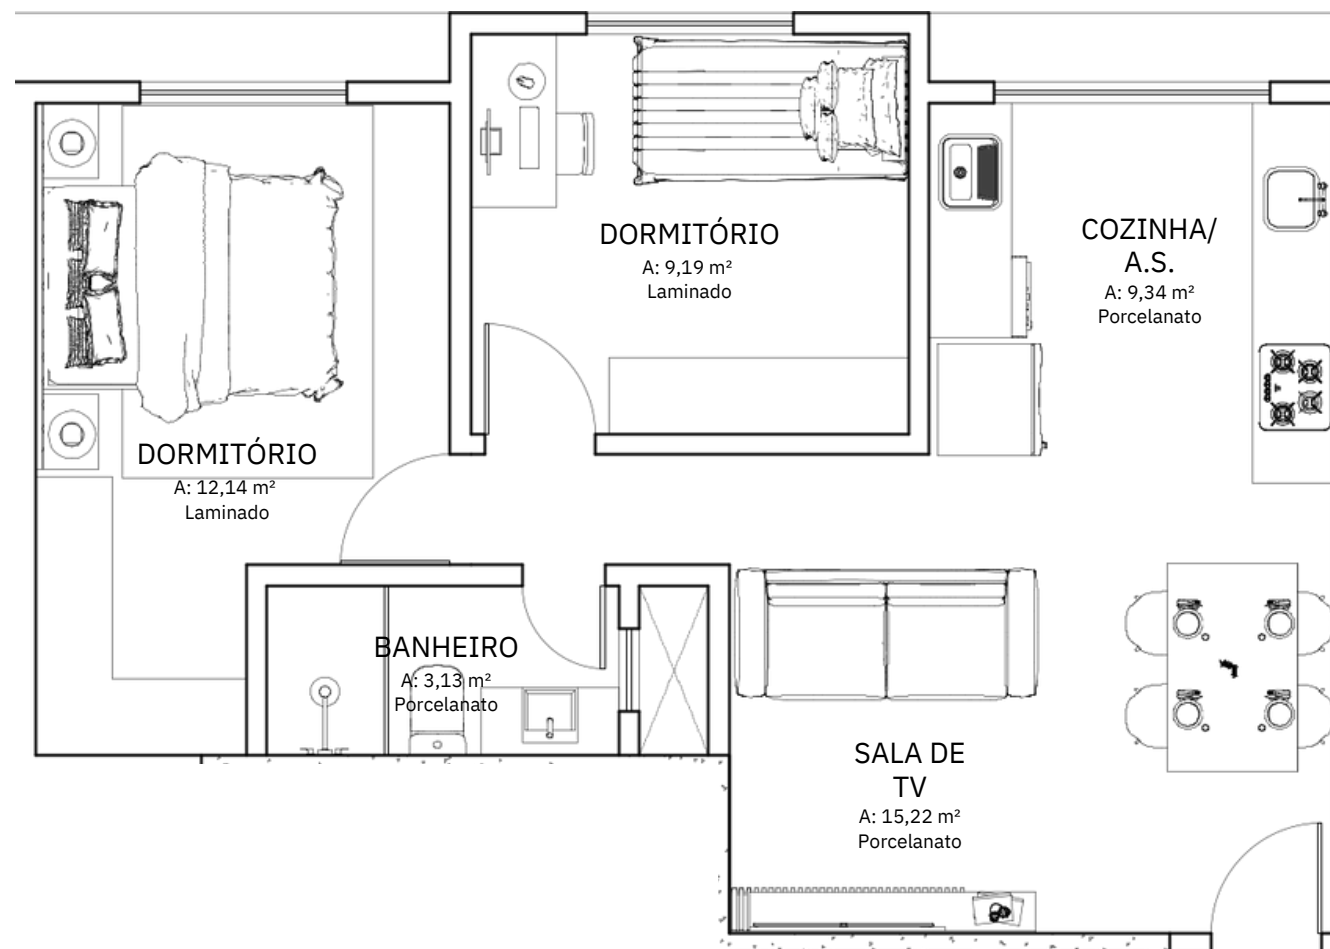 DORMITÓRIO
A: 9,19 m²
Laminado
COZINHA/
A.S.
A: 9,34 m²
Porcelanato
DORMITÓRIO
A: 12,14 m²
Laminado
BANHEIRO
A: 3,13 m²
Porcelanato
SALA DE
TV
A: 15,22 m²
Porcelanato